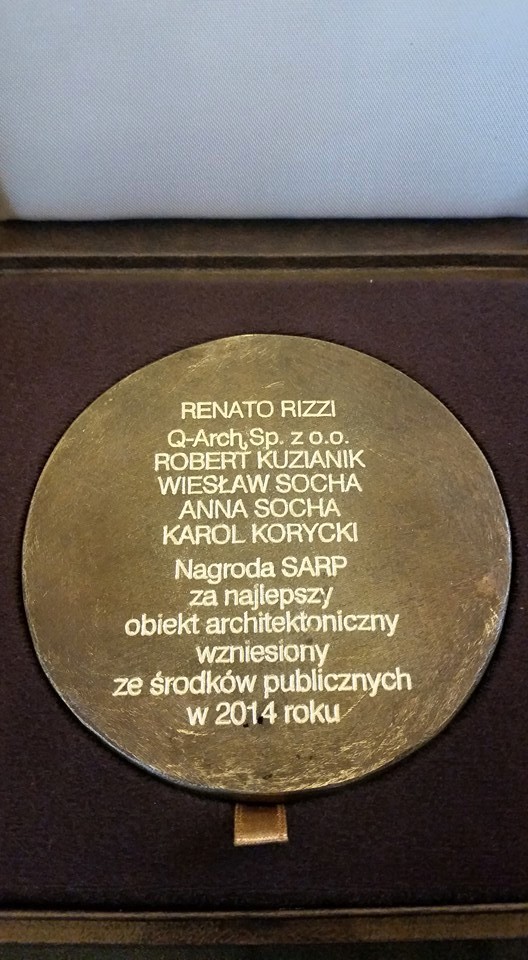 RENATO RIZZI
Q-Arch Sp. z o.o.
ROBERT KUZIANIK
WIESŁAW SOCHA
ANNA SOCHA
KAROL KORYCKI
Nagroda SARP
za najlepszy
obiekt architektoniczny
wzniesiony
ze środków publicznych
w 2014 roku